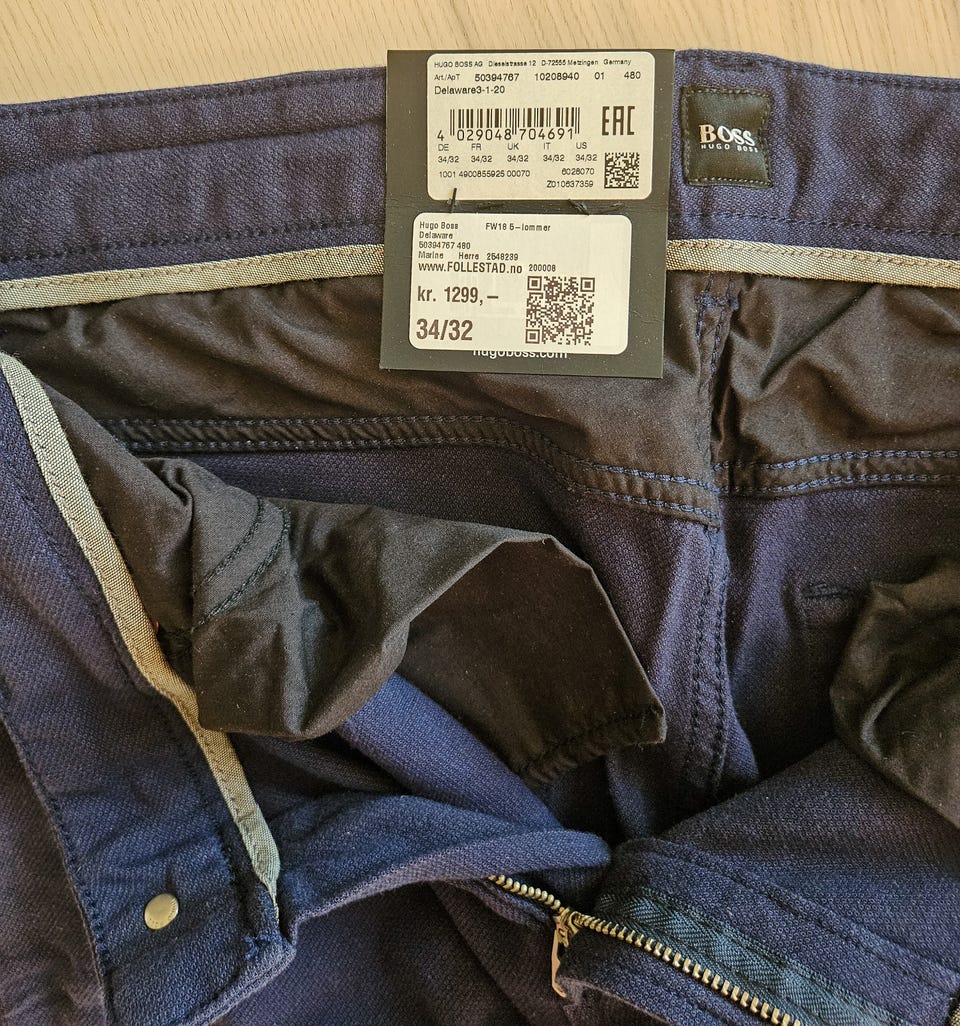 HUGO BOSS AG Dieselstrasse 12 D-72555 Metzingen Germany
Art./ApT 50394767 10208940 01 480
Delaware3-1-20
4 029048 704691
EAC
DE FR UK IT US
34/32 34/32 34/32 34/32 34/32
1001 4900855925 00070 6028070
Z010637359
BOSS
HUGO BOSS
Hugo Boss FW18 5-lommer
Delaware
50394767 480
Marine Herre 2548239
www.FOLLESTAD.no 200008
kr. 1299,–
34/32
hugoboss.com